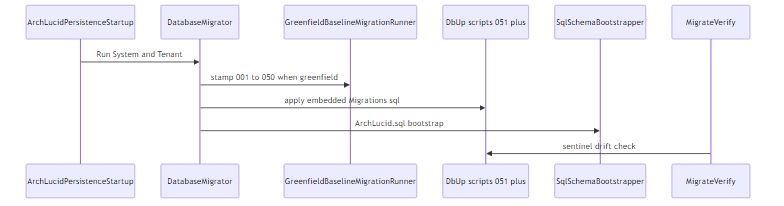 ArchLucidPersistenceStartup
DatabaseMigrator
GreenfieldBaselineMigrationRunner
DbUp scripts 051 plus
SqlSchemaBootstrapper
MigrateVerify
Run System and Tenant
stamp 001 to 050 when greenfield
apply embedded Migrations sql
ArchLucid.sql bootstrap
sentinel drift check
ArchLucidPersistenceStartup
DatabaseMigrator
GreenfieldBaselineMigrationRunner
DbUp scripts 051 plus
SqlSchemaBootstrapper
MigrateVerify